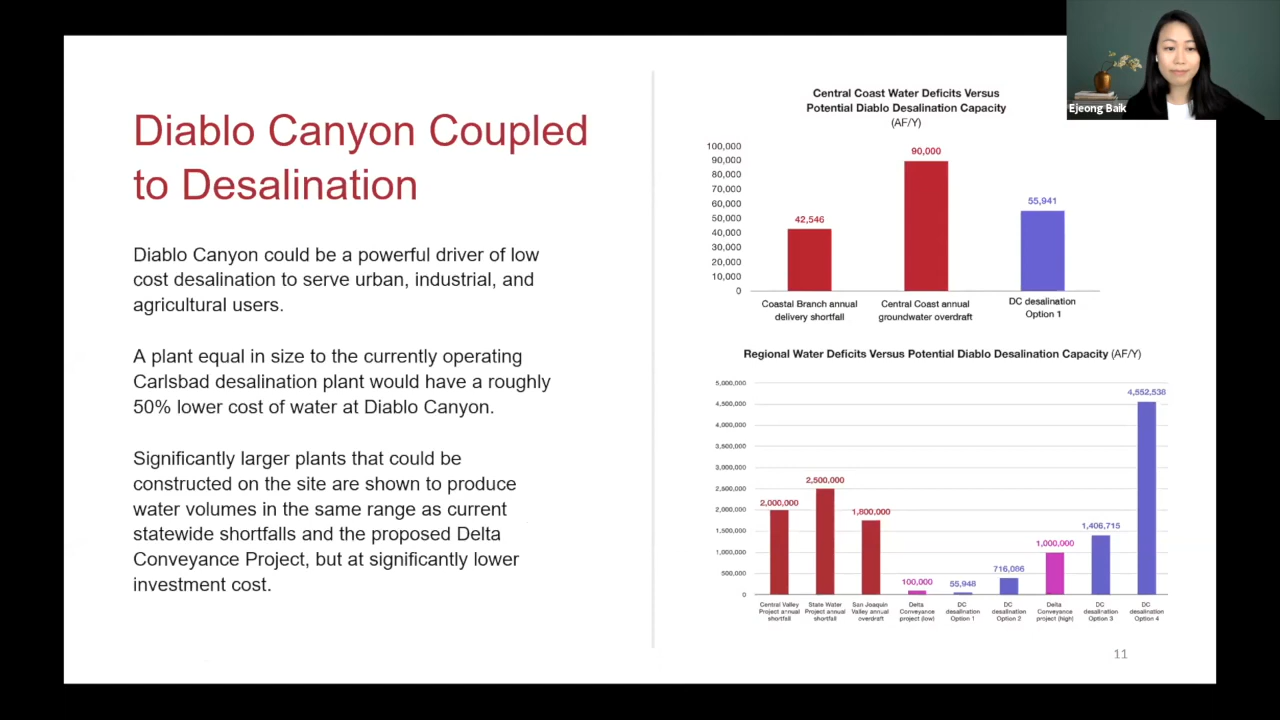 Ejeong Baik
Diablo Canyon Coupled
to Desalination
Diablo Canyon could be a powerful driver of low
cost desalination to serve urban, industrial, and
agricultural users.
A plant equal in size to the currently operating
Carlsbad desalination plant would have a roughly
50% lower cost of water at Diablo Canyon.
Significantly larger plants that could be
constructed on the site are shown to produce
water volumes in the same range as current
statewide shortfalls and the proposed Delta
Conveyance Project, but at significantly lower
investment cost.
Central Coast Water Deficits Versus
Potential Diablo Desalination Capacity
(AF/Y)
100,000
90,000
80,000
70,000
60,000
50,000
40,000
30,000
20,000
10,000
0
42,546
90,000
55,941
Coastal Branch annual
delivery shortfall
Central Coast annual
groundwater overdraft
DC desalination
Option 1
Regional Water Deficits Versus Potential Diablo Desalination Capacity (AF/Y)
5,000,000
4,500,000
4,000,000
3,500,000
3,000,000
2,500,000
2,000,000
1,500,000
1,000,000
500,000
0
2,000,000
2,500,000
1,800,000
100,000
55,948
716,086
1,000,000
1,406,715
4,552,538
Central Valley
Project annual
shortfall
State Water
Project annual
shortfall
San Joaquin
Valley annual
overdraft
Delta
Conveyance
project (low)
DC
desalination
Option 1
DC
desalination
Option 2
Delta
Conveyance
project (high)
DC
desalination
Option 3
DC
desalination
Option 4
11